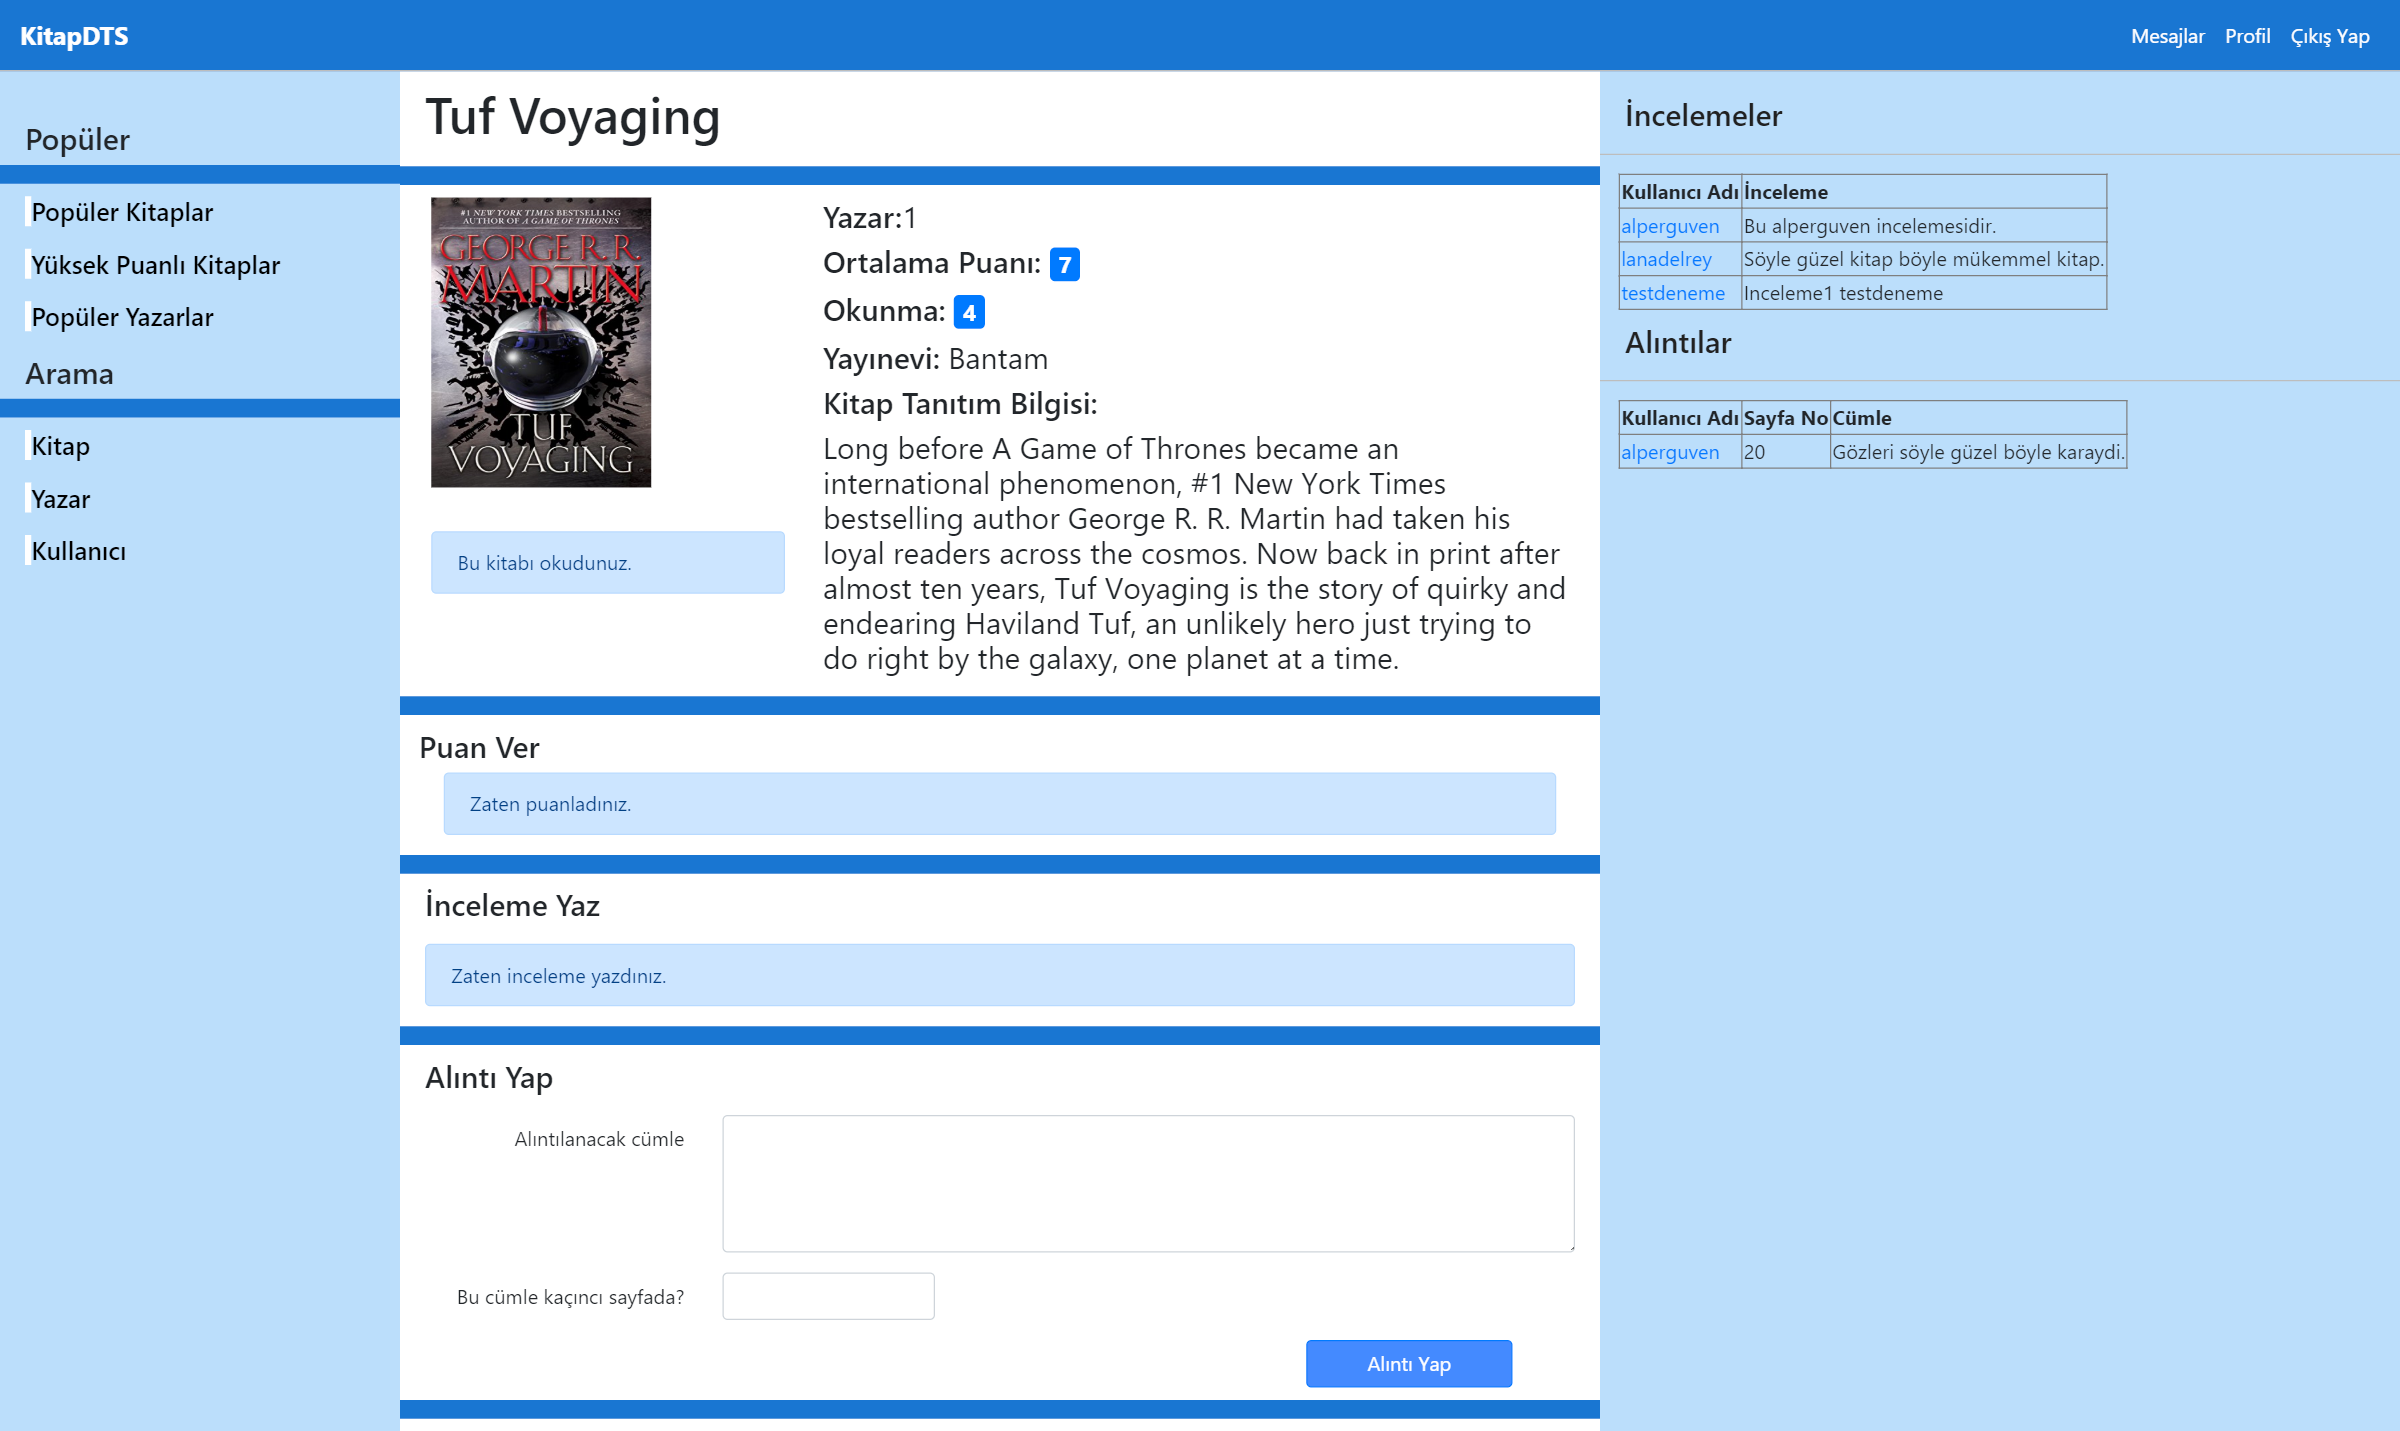 KitapDTS
Mesajlar Profil Çıkış Yap
Popüler
Popüler Kitaplar
Yüksek Puanlı Kitaplar
Popüler Yazarlar
Arama
Kitap
Yazar
Kullanıcı
Tuf Voyaging
#1 NEW YORK TIMES BESTSELLING
AUTHOR OF A GAME OF THRONES
GEORGE R. R.
MARTIN
TUF
VOYAGING
Bu kitabı okudunuz.
Yazar:1
Ortalama Puanı: 7
Okunma: 4
Yayınevi: Bantam
Kitap Tanıtım Bilgisi:
Long before A Game of Thrones became an
international phenomenon, #1 New York Times
bestselling author George R. R. Martin had taken his
loyal readers across the cosmos. Now back in print after
almost ten years, Tuf Voyaging is the story of quirky and
endearing Haviland Tuf, an unlikely hero just trying to
do right by the galaxy, one planet at a time.
Puan Ver
Zaten puanladınız.
İnceleme Yaz
Zaten inceleme yazdınız.
Alıntı Yap
Alıntılanacak cümle
Bu cümle kaçıncı sayfada?
Alıntı Yap
İncelemeler
Kullanıcı Adı İnceleme
alperguven Bu alperguven incelemesidir.
lanadelrey Söyle güzel kitap böyle mükemmel kitap.
testdeneme Inceleme1 testdeneme
Alıntılar
Kullanıcı Adı Sayfa No Cümle
alperguven 20 Gözleri söyle güzel böyle karaydi.